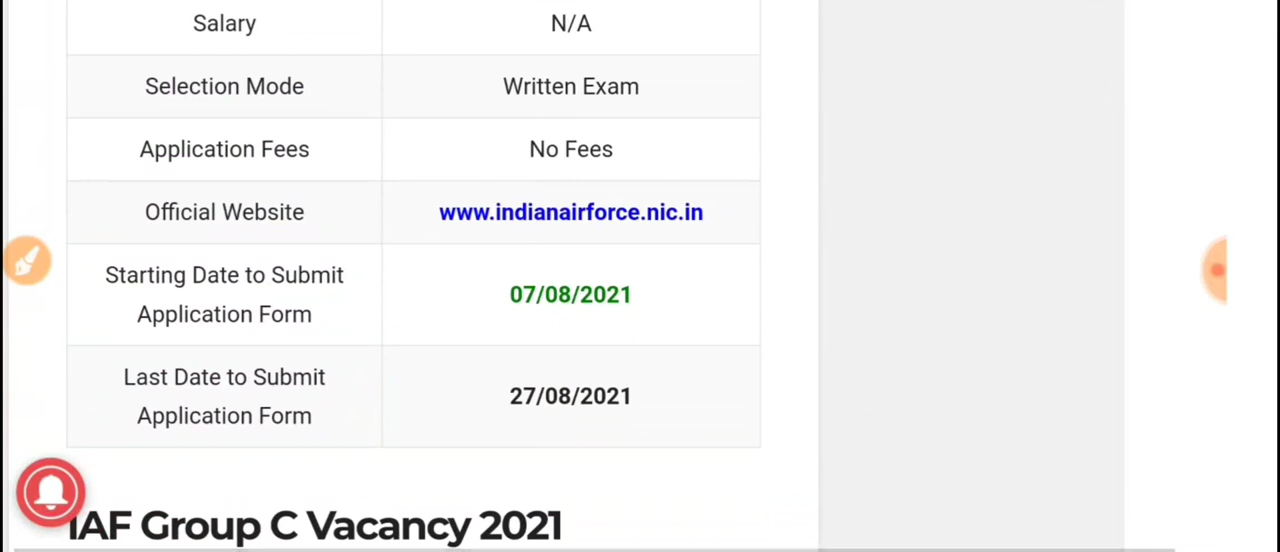 Salary N/A
Selection Mode Written Exam
Application Fees No Fees
Official Website www.indianairforce.nic.in
Starting Date to Submit
Application Form
07/08/2021
Last Date to Submit
Application Form
27/08/2021
IAF Group C Vacancy 2021